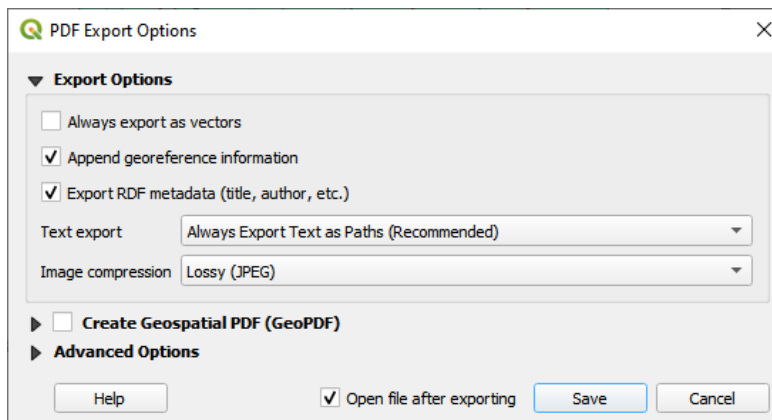 PDF Export Options
Export Options
Always export as vectors
Append georeference information
Export RDF metadata (title, author, etc.)
Text export Always Export Text as Paths (Recommended)
Image compression Lossy (JPEG)
Create Geospatial PDF (GeoPDF)
Advanced Options
Help Open file after exporting Save Cancel